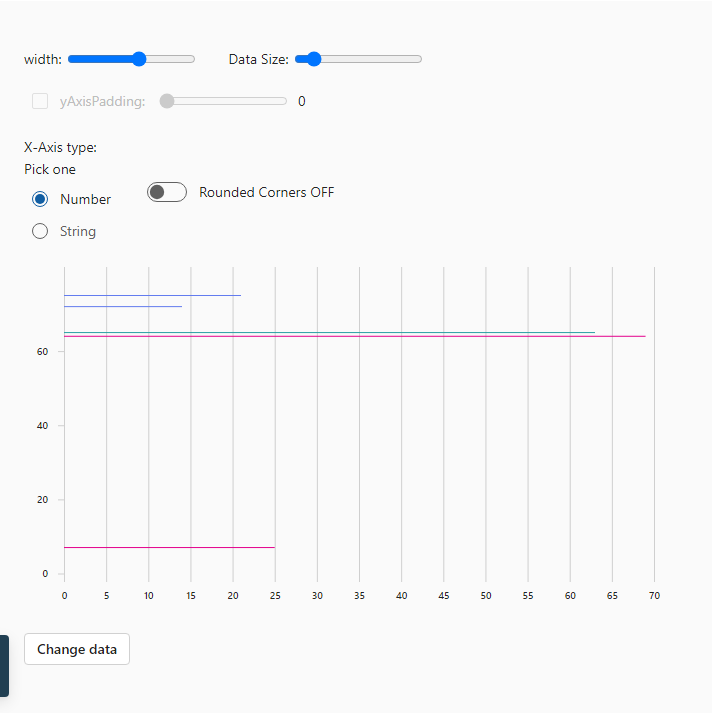 width: Data Size:
yAxisPadding: 0
X-Axis type:
Pick one
Number
Rounded Corners OFF
String
60
40
20
0
0 5 10 15 20 25 30 35 40 45 50 55 60 65 70
Change data